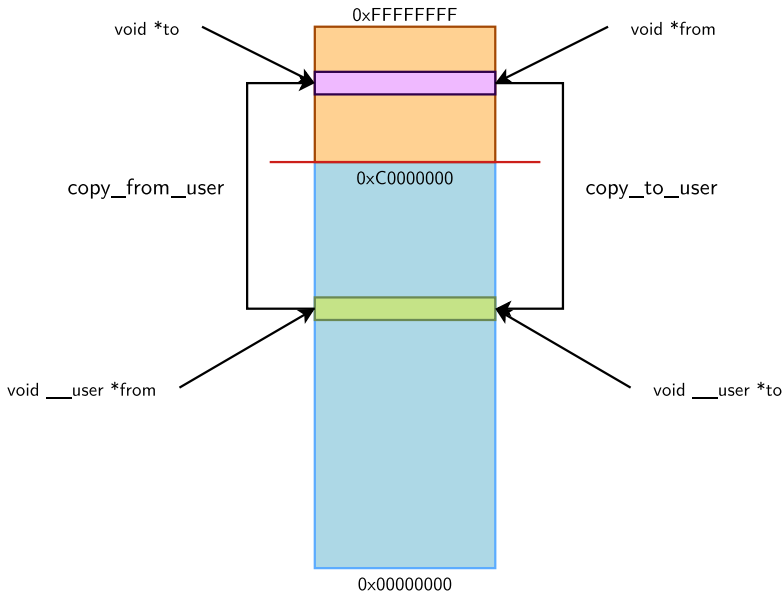 0xFFFFFFFF
void *to
void *from
0xC0000000
copy_from_user
copy_to_user
void __user *from
void __user *to
0x00000000